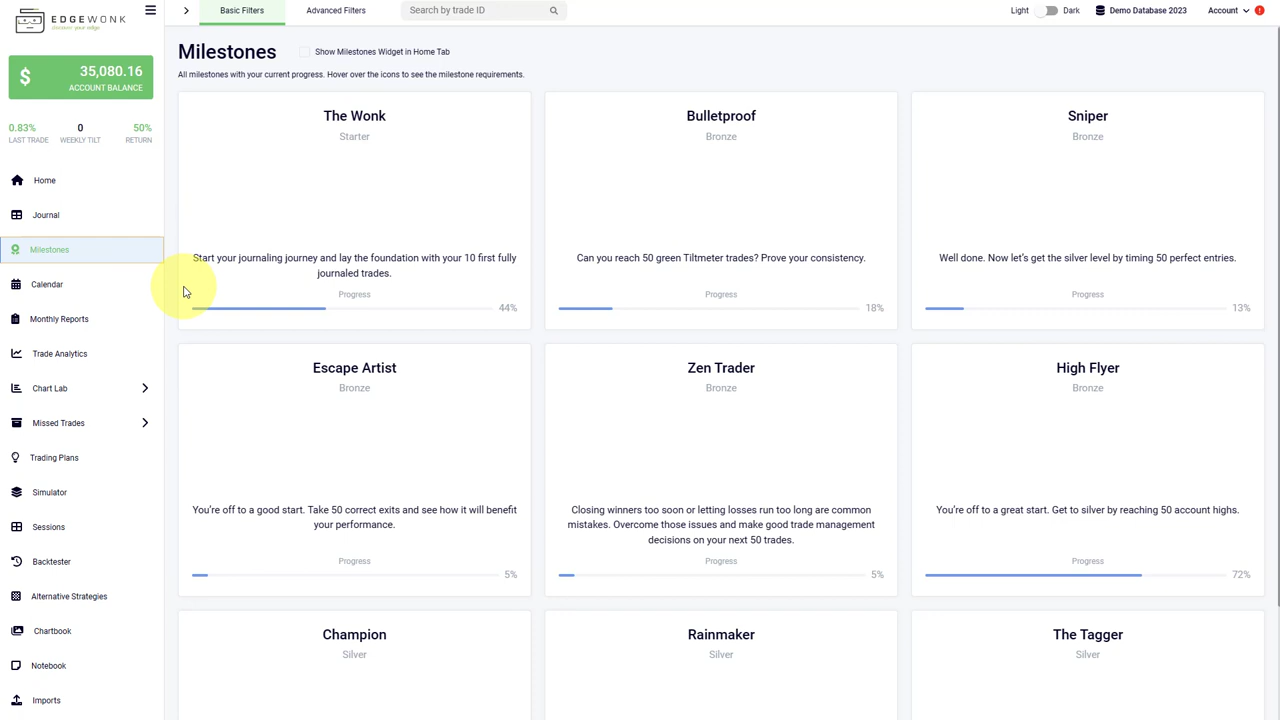 EDGEWONK
discover your edge
Basic Filters
Advanced Filters
Search by trade ID
Light
Dark
Demo Database 2023
Account
!
$
35,080.16
ACCOUNT BALANCE
0.83%
LAST TRADE
0
WEEKLY TILT
50%
RETURN
Home
Journal
Milestones
Calendar
Monthly Reports
Trade Analytics
Chart Lab
Missed Trades
Trading Plans
Simulator
Sessions
Backtester
Alternative Strategies
Chartbook
Notebook
Imports
Milestones
Show Milestones Widget in Home Tab
All milestones with your current progress. Hover over the icons to see the milestone requirements.
The Wonk
Starter
Start your journaling journey and lay the foundation with your 10 first fully
journaled trades.
Progress
44%
Bulletproof
Bronze
Can you reach 50 green Tiltmeter trades? Prove your consistency.
Progress
18%
Sniper
Bronze
Well done. Now let's get the silver level by timing 50 perfect entries.
Progress
13%
Escape Artist
Bronze
You're off to a good start. Take 50 correct exits and see how it will benefit
your performance.
Progress
5%
Zen Trader
Bronze
Closing winners too soon or letting losses run too long are common
mistakes. Overcome those issues and make good trade management
decisions on your next 50 trades.
Progress
5%
High Flyer
Bronze
You're off to a great start. Get to silver by reaching 50 account highs.
Progress
72%
Champion
Silver
Rainmaker
Silver
The Tagger
Silver